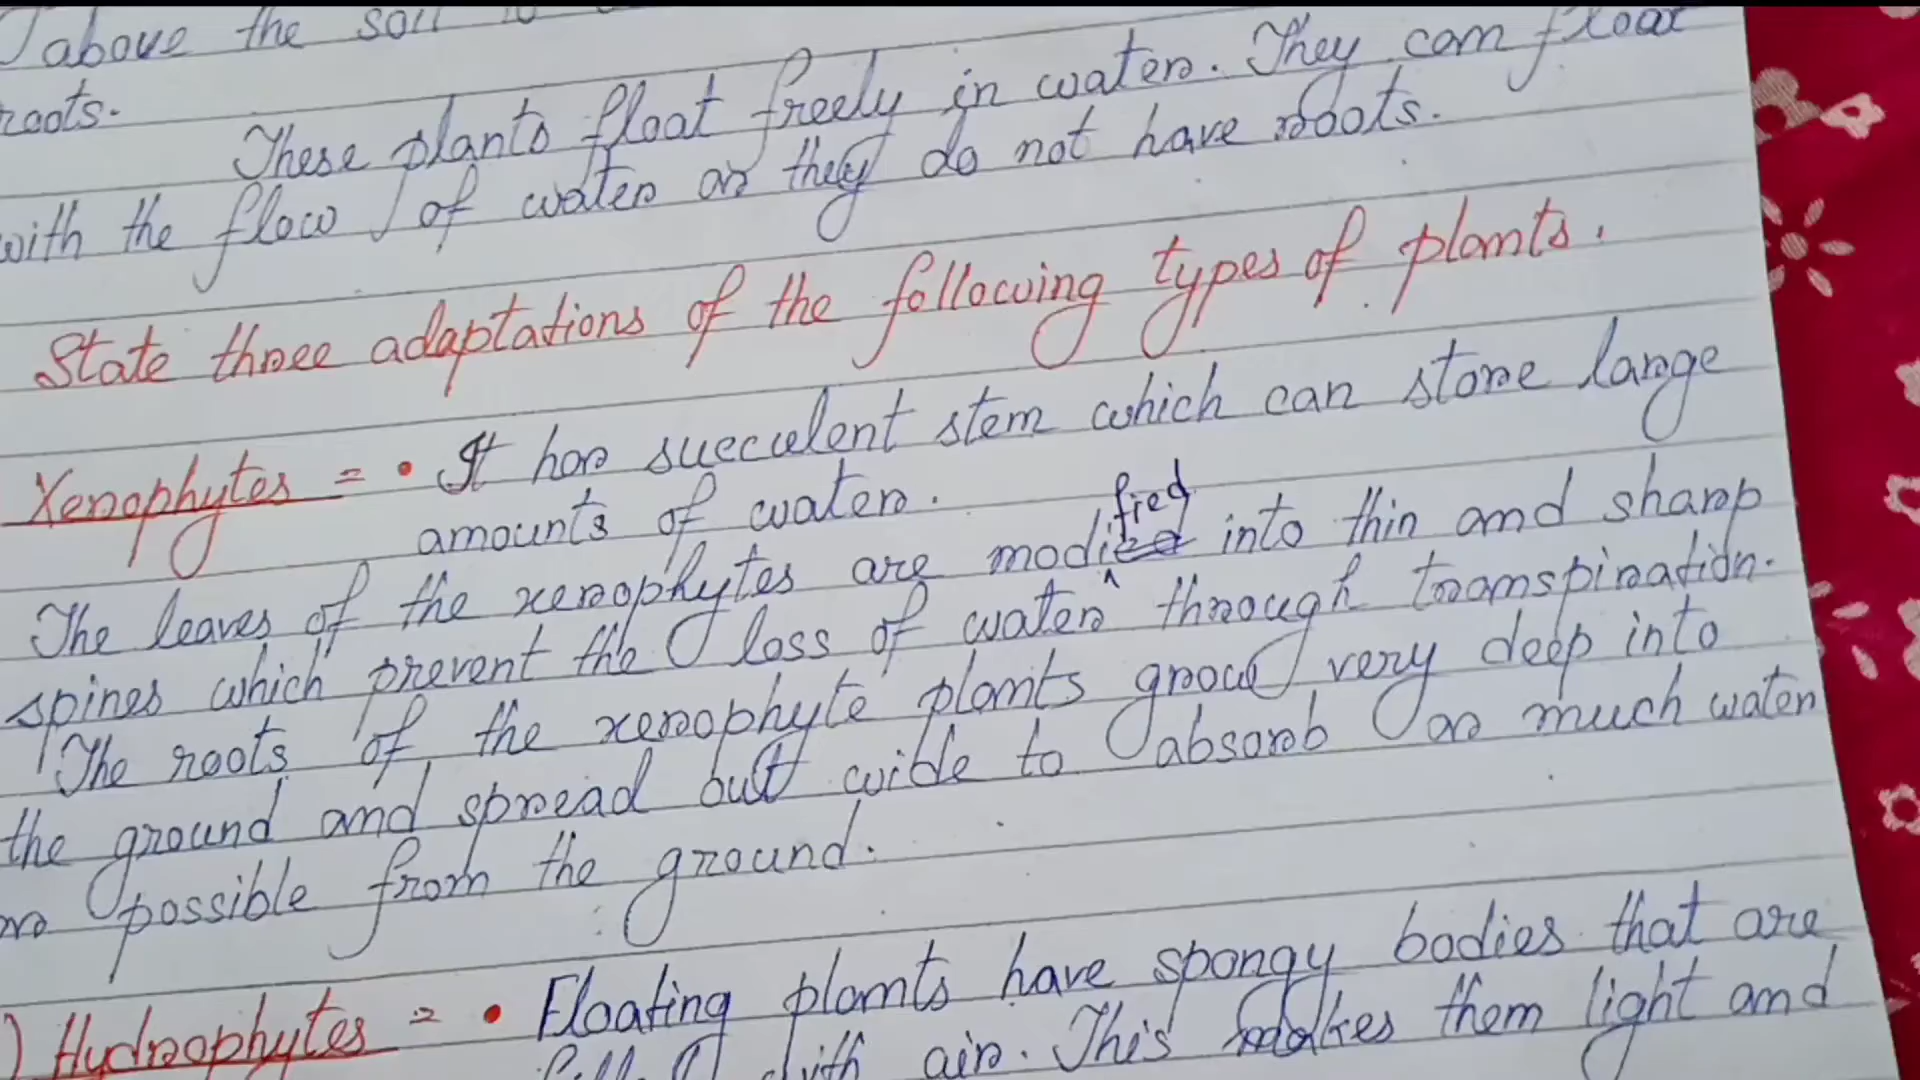 above the soil
roots.
These plants float freely in water. They can float
with the flow of water as they do not have roots.
State three adaptations of the following types of plants.
Xerophytes = • It has succulent stem which can store large
amounts of water.
The leaves of the xerophytes are modified into thin and sharp
spines which prevent the loss of water through transpiration.
The roots of the xerophyte plants grow very deep into
the ground and spread out wide to absorb as much water
as possible from the ground.
) Hydrophytes = • Floating plants have spongy bodies that are
with air. This makes them light and